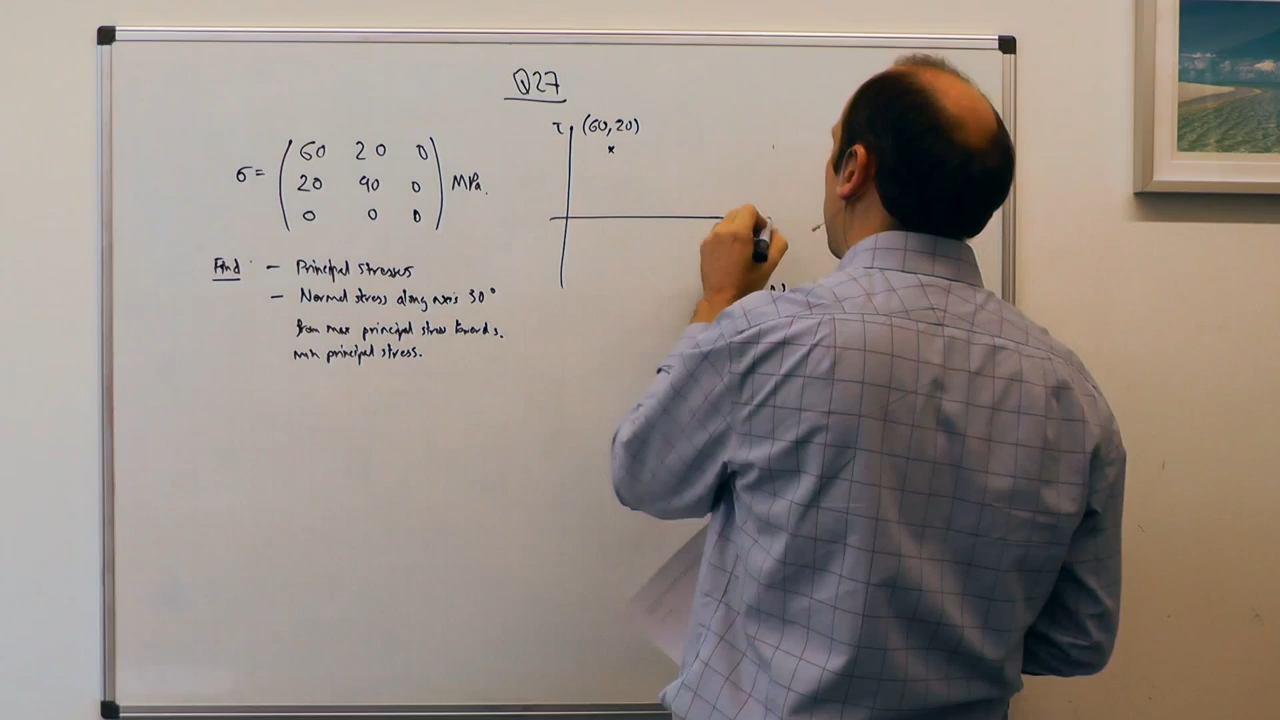 Q27
σ = ( 60 20 0
20 90 0
0 0 0 ) MPa.
τ (60,20)
×
Find: – Principal stresses
– Normal stress along axis 30°
from max principal stress towards.
min principal stress.